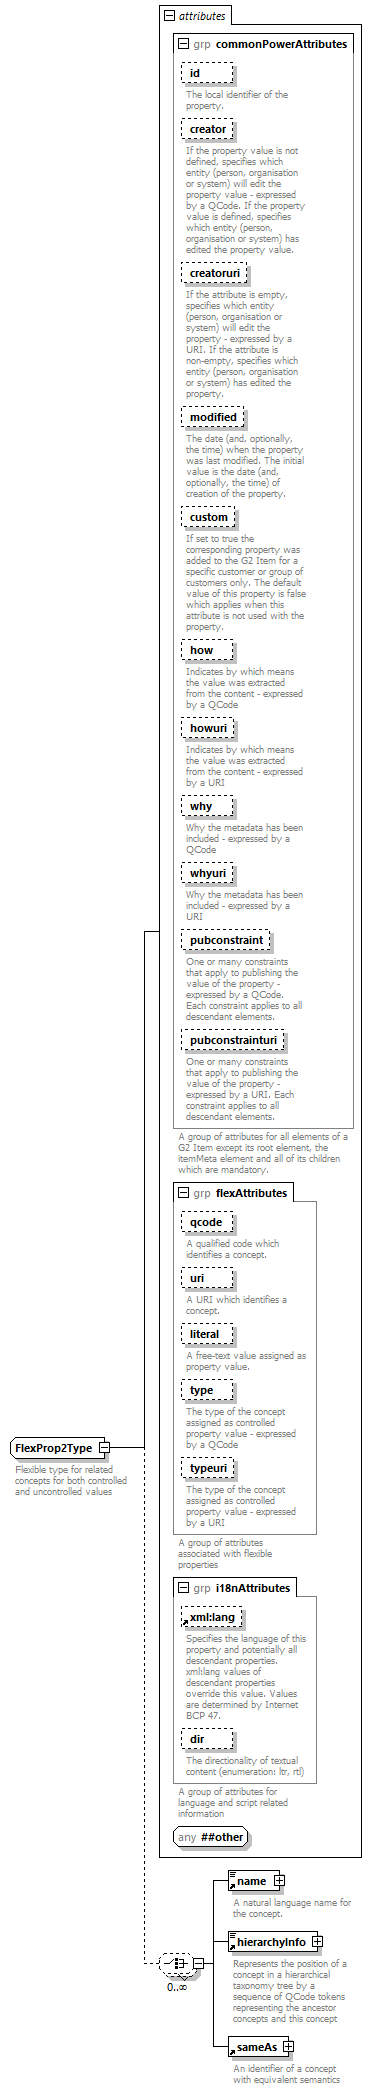 attributes
grp commonPowerAttributes
id
The local identifier of the
property.
creator
If the property value is not
defined, specifies which
entity (person, organisation
or system) will edit the
property value - expressed
by a QCode. If the property
value is defined, specifies
which entity (person,
organisation or system) has
edited the property value.
creatoruri
If the attribute is empty,
specifies which entity
(person, organisation or
system) will edit the
property - expressed by a
URI. If the attribute is
non-empty, specifies which
entity (person, organisation
or system) has edited the
property.
modified
The date (and, optionally,
the time) when the property
was last modified. The initial
value is the date (and,
optionally, the time) of
creation of the property.
custom
If set to true the
corresponding property was
added to the G2 Item for a
specific customer or group of
customers only. The default
value of this property is false
which applies when this
attribute is not used with the
property.
how
Indicates by which means
the value was extracted
from the content - expressed
by a QCode
howuri
Indicates by which means
the value was extracted
from the content - expressed
by a URI
why
Why the metadata has been
included - expressed by a
QCode
whyuri
Why the metadata has been
included - expressed by a
URI
pubconstraint
One or many constraints
that apply to publishing the
value of the property -
expressed by a QCode.
Each constraint applies to all
descendant elements.
pubconstrainturi
One or many constraints
that apply to publishing the
value of the property -
expressed by a URI. Each
constraint applies to all
descendant elements.
A group of attributes for all elements of a
G2 Item except its root element, the
itemMeta element and all of its children
which are mandatory.
grp flexAttributes
qcode
A qualified code which
identifies a concept.
uri
A URI which identifies a
concept.
literal
A free-text value assigned as
property value.
type
The type of the concept
assigned as controlled
property value - expressed
by a QCode
typeuri
The type of the concept
assigned as controlled
property value - expressed
by a URI
A group of attributes
associated with flexible
properties
FlexProp2Type
Flexible type for related
concepts for both controlled
and uncontrolled values
grp i18nAttributes
xml:lang
Specifies the language of this
property and potentially all
descendant properties.
xml:lang values of
descendant properties
override this value. Values
are determined by Internet
BCP 47.
dir
The directionality of textual
content (enumeration: ltr, rtl)
A group of attributes for
language and script related
information
any ##other
0..∞
name
A natural language name for
the concept.
hierarchyInfo
Represents the position of a
concept in a hierarchical
taxonomy tree by a
sequence of QCode tokens
representing the ancestor
concepts and this concept
sameAs
An identifier of a concept
with equivalent semantics